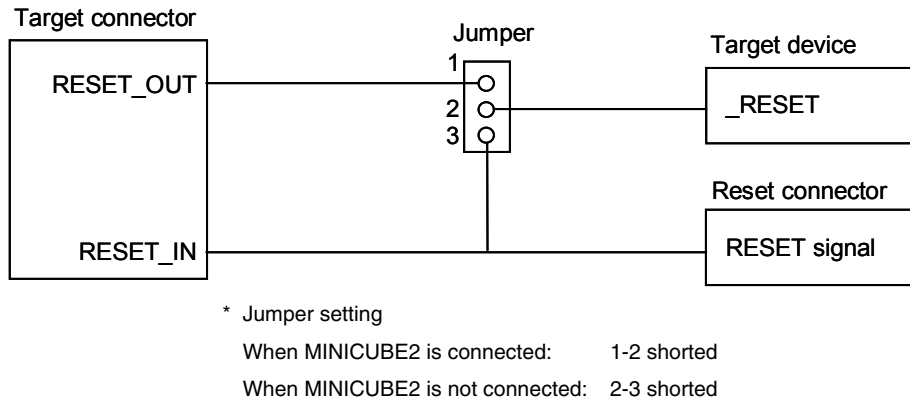 Target connector
Jumper
Target device
1
RESET_OUT
2
_RESET
3
Reset connector
RESET_IN
RESET signal
* Jumper setting
When MINICUBE2 is connected: 1-2 shorted
When MINICUBE2 is not connected: 2-3 shorted